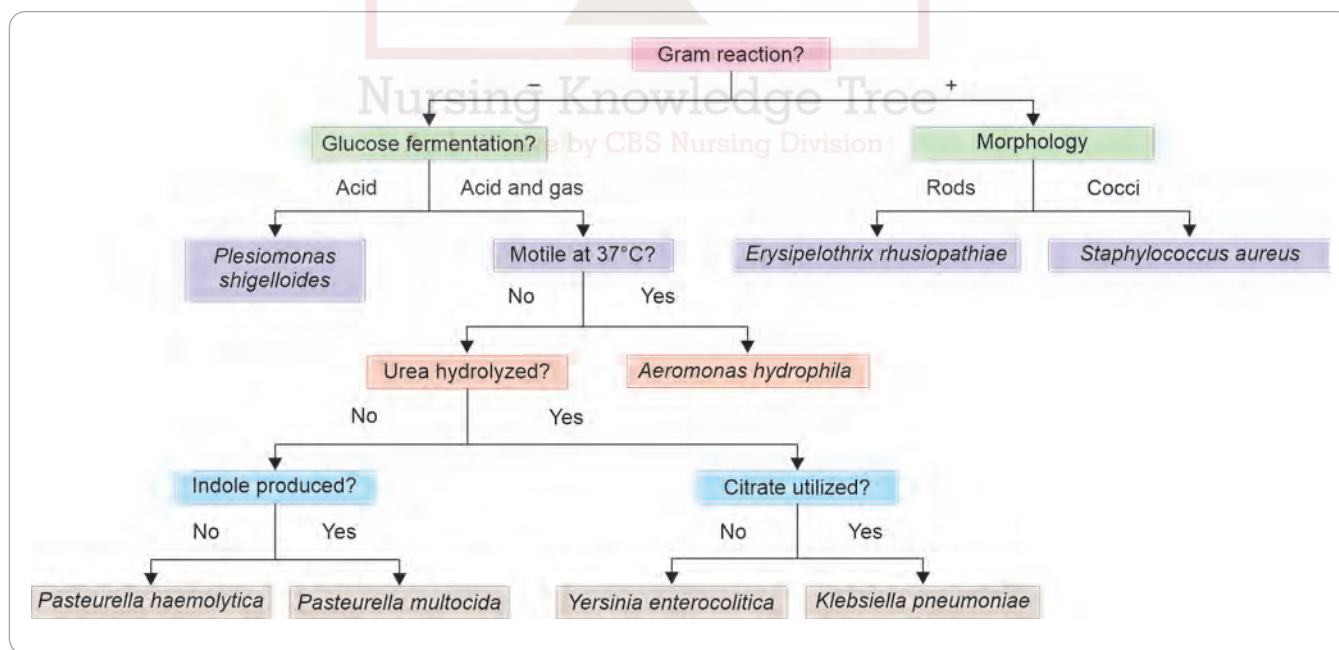 Gram reaction?
–
+
Nursing Knowledge Tree
by CBS Nursing Division
Glucose fermentation?
Morphology
Acid
Acid and gas
Rods
Cocci
Plesiomonas
shigelloides
Motile at 37°C?
Erysipelothrix rhusiopathiae
Staphylococcus aureus
No
Yes
Urea hydrolyzed?
Aeromonas hydrophila
No
Yes
Indole produced?
Citrate utilized?
No
Yes
No
Yes
Pasteurella haemolytica
Pasteurella multocida
Yersinia enterocolitica
Klebsiella pneumoniae